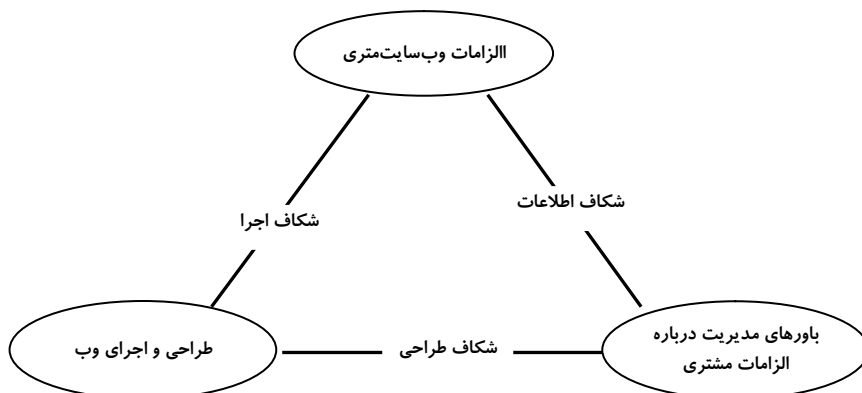 االزامات وب‌سایت‌متری
شکاف اطلاعات
شکاف اجرا
باورهای مدیریت درباره
الزامات مشتری
شکاف طراحی
طراحی و اجرای وب